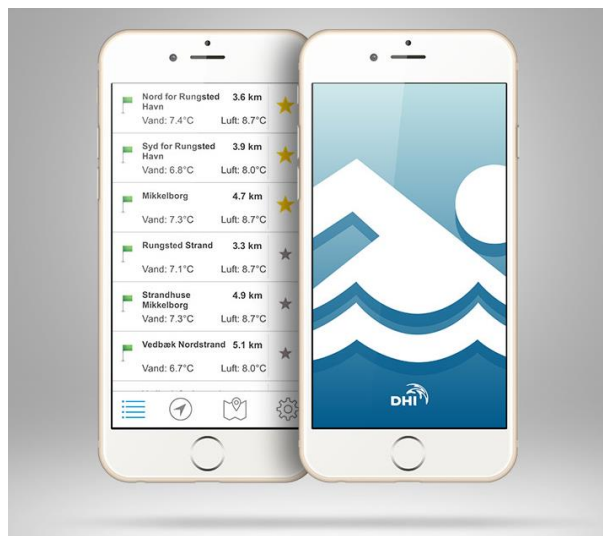 Nord for Rungsted 3.6 km
Havn
Vand: 7.4°C Luft: 8.7°C
Syd for Rungsted 3.9 km
Havn
Vand: 6.8°C Luft: 8.0°C
Mikkelborg 4.7 km
Vand: 7.3°C Luft: 8.7°C
Rungsted Strand 3.3 km
Vand: 7.1°C Luft: 8.7°C
Strandhuse 4.9 km
Mikkelborg
Vand: 7.3°C Luft: 8.7°C
Vedbæk Nordstrand 5.1 km
Vand: 6.7°C Luft: 8.0°C
DHI